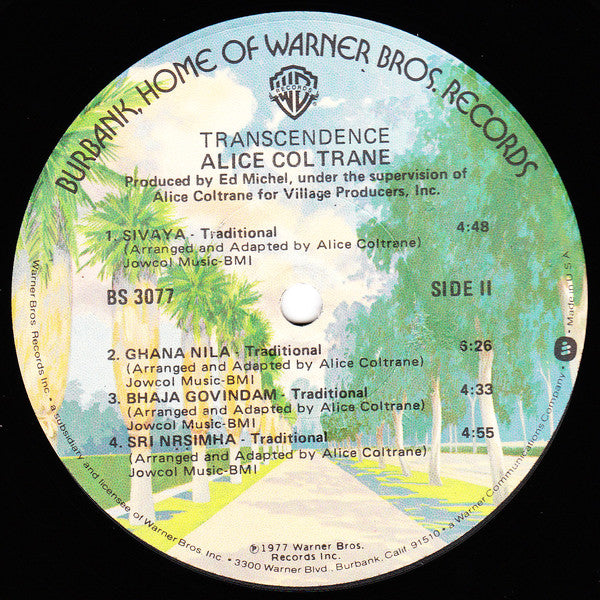 BURBANK, HOME OF WARNER BROS. RECORDS
WB
RECORDS
TRANSCENDENCE
ALICE COLTRANE
Produced by Ed Michel, under the supervision of
Alice Coltrane for Village Producers, Inc.
1. SIVAYA - Traditional 4:48
(Arranged and Adapted by Alice Coltrane)
Jowcol Music-BMI
BS 3077 SIDE II
2. GHANA NILA - Traditional 6:26
(Arranged and Adapted by Alice Coltrane)
Jowcol Music-BMI
3. BHAJA GOVINDAM - Traditional 4:33
(Arranged and Adapted by Alice Coltrane)
Jowcol Music-BMI
4. SRI NRSIMHA - Traditional 4:55
(Arranged and Adapted by Alice Coltrane)
Jowcol Music-BMI
℗1977 Warner Bros.
Records Inc.
Warner Bros. Records Inc. • a subsidiary and licensee of Warner Bros. Inc. • 3300 Warner Blvd., Burbank, Calif. 91510 • a Warner Communications Company • Made in U.S.A.